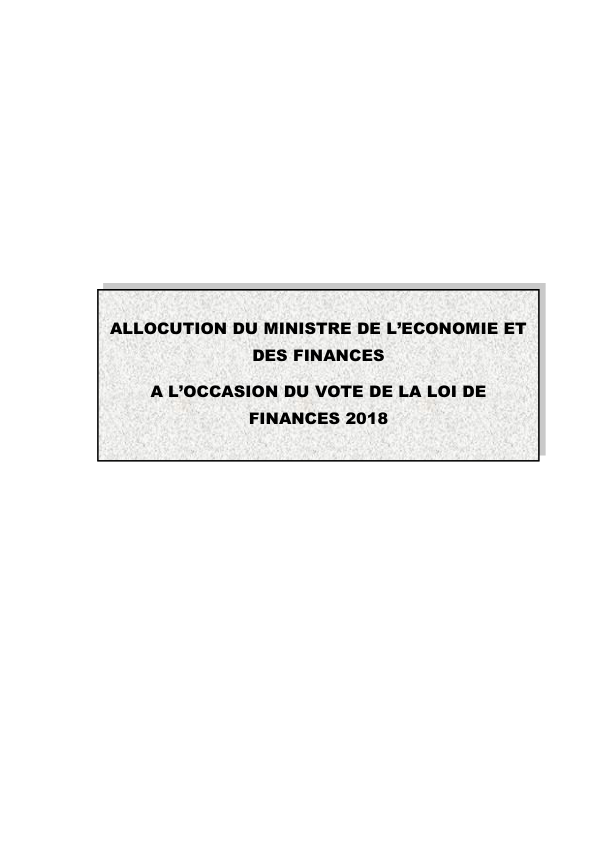 ALLOCUTION DU MINISTRE DE L’ECONOMIE ET
DES FINANCES
A L’OCCASION DU VOTE DE LA LOI DE
FINANCES 2018